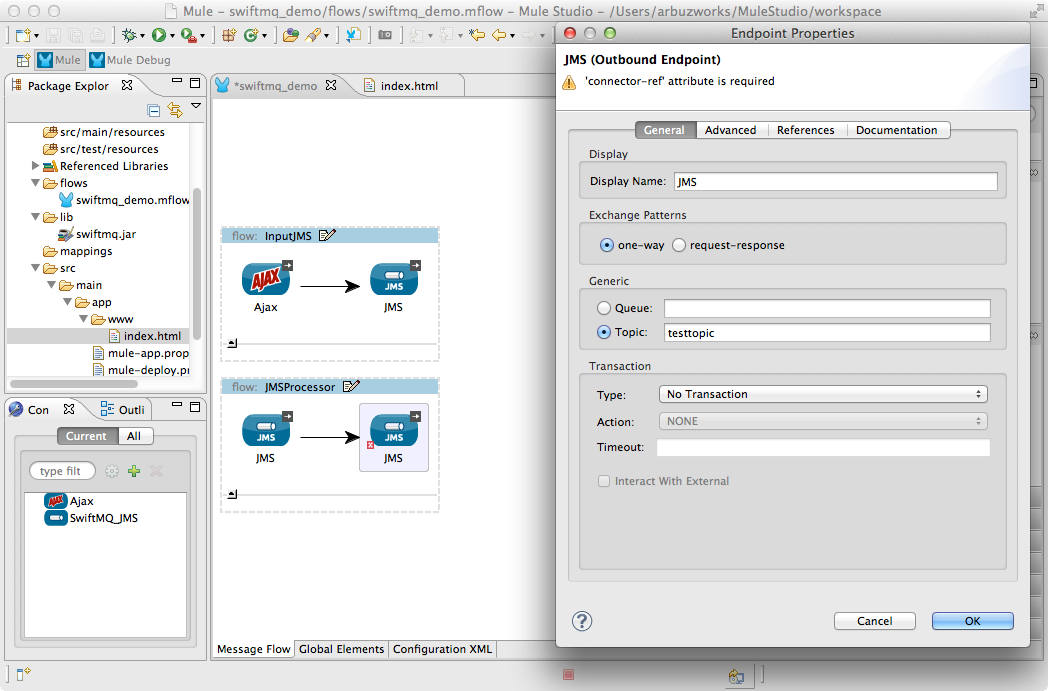 Mule – swiftmq_demo/flows/swiftmq_demo.mflow – Mule Studio – /Users/arbuzworks/MuleStudio/workspace
Mule
Mule Debug
Package Explor
src/main/resources
src/test/resources
Referenced Libraries
flows
swiftmq_demo.mflow
lib
swiftmq.jar
mappings
src
main
app
www
index.html
mule-app.prop
mule-deploy.pr
Con
Outli
Current
All
type filt
Ajax
SwiftMQ_JMS
*swiftmq_demo
index.html
flow: InputJMS
AJAX
JMS
Ajax
JMS
flow: JMSProcessor
JMS
JMS
JMS
JMS
Message Flow
Global Elements
Configuration XML
Endpoint Properties
JMS (Outbound Endpoint)
'connector-ref' attribute is required
General
Advanced
References
Documentation
Display
Display Name: JMS
Exchange Patterns
one-way
request-response
Generic
Queue:
Topic: testtopic
Transaction
Type: No Transaction
Action: NONE
Timeout:
Interact With External
?
Cancel
OK